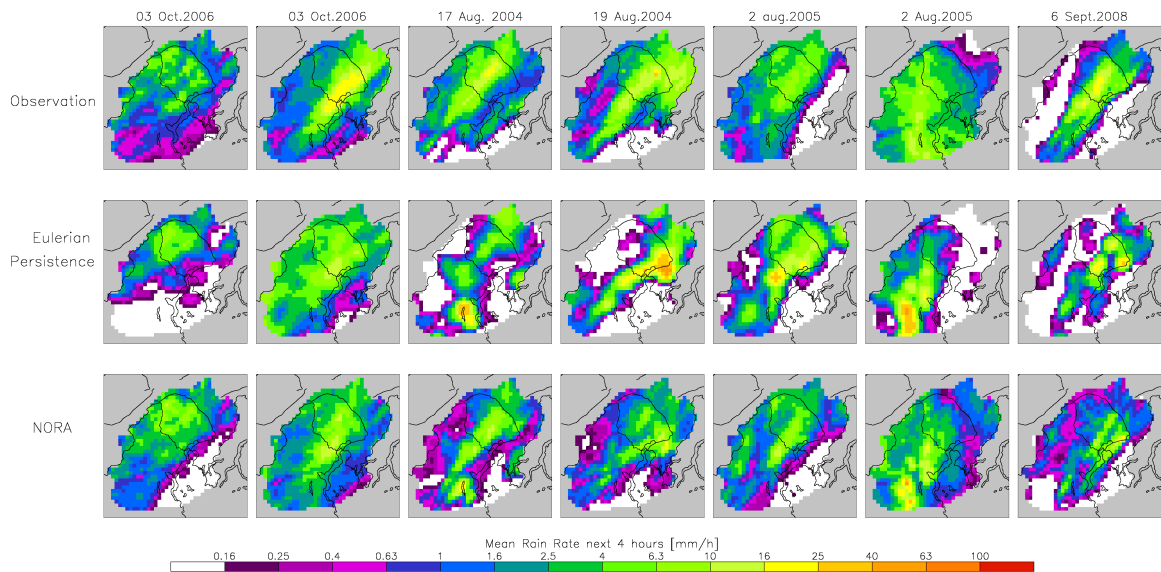 03 Oct.2006 03 Oct.2006 17 Aug. 2004 19 Aug.2004 2 aug.2005 2 Aug.2005 6 Sept.2008
Observation
Eulerian
Persistence
NORA
Mean Rain Rate next 4 hours [mm/h]
0.16 0.25 0.4 0.63 1 1.6 2.5 4 6.3 10 16 25 40 63 100